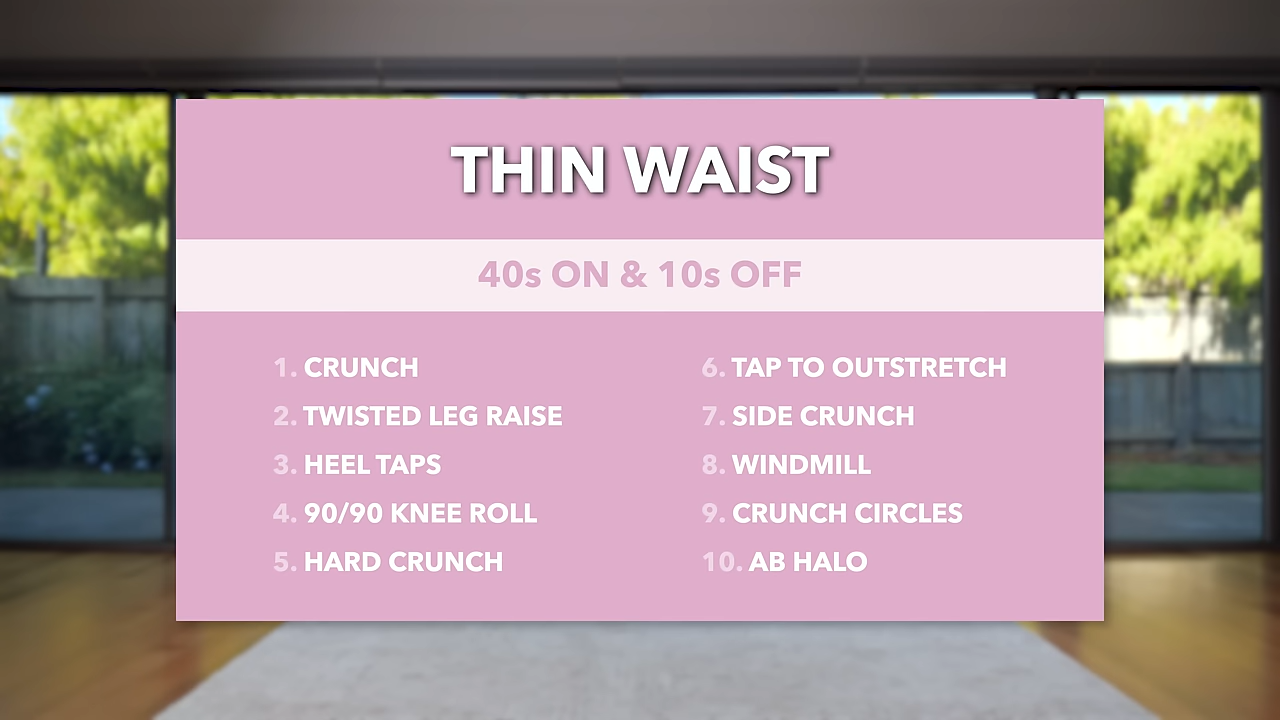 THIN WAIST
40s ON & 10s OFF
1. CRUNCH
2. TWISTED LEG RAISE
3. HEEL TAPS
4. 90/90 KNEE ROLL
5. HARD CRUNCH
6. TAP TO OUTSTRETCH
7. SIDE CRUNCH
8. WINDMILL
9. CRUNCH CIRCLES
10. AB HALO